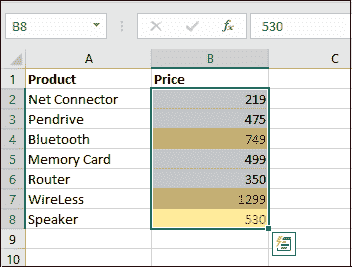 B8 fx 530
A B C
1 Product Price
2 Net Connector 219
3 Pendrive 475
4 Bluetooth 749
5 Memory Card 499
6 Router 350
7 WireLess 1299
8 Speaker 530
9
10